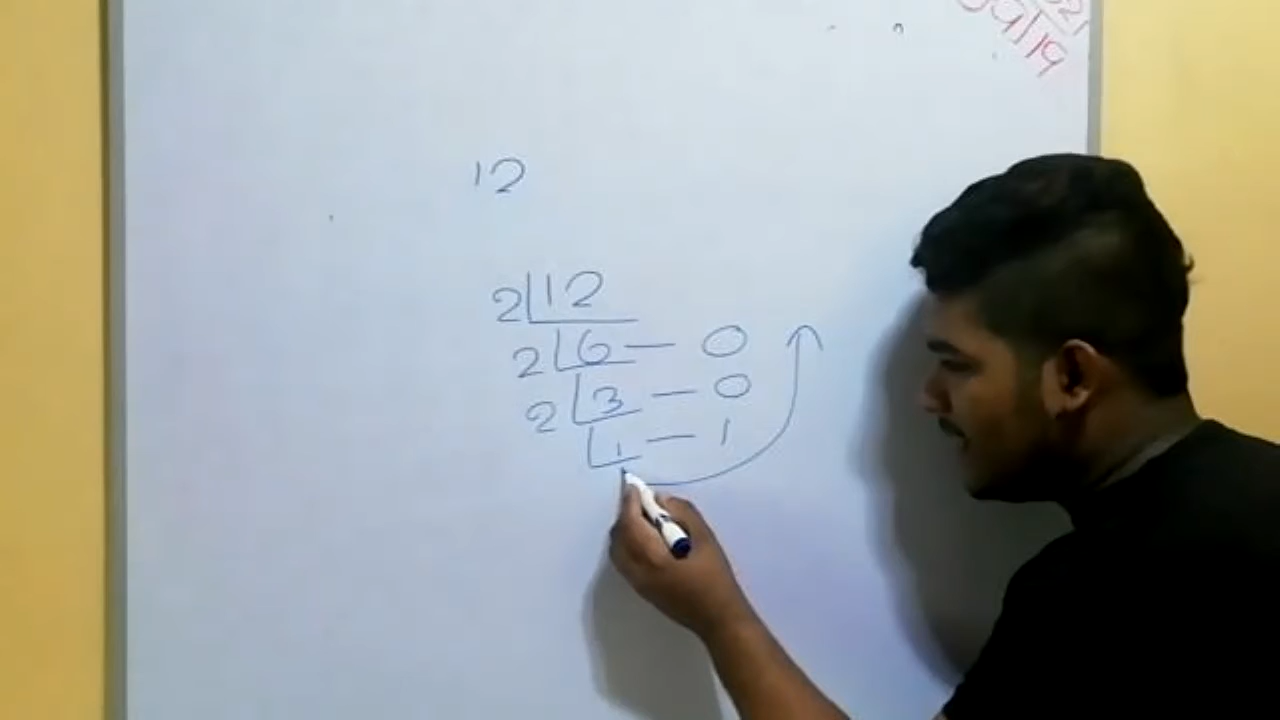 12
2 12
2 6 — 0
2 3 — 0
1 — 1